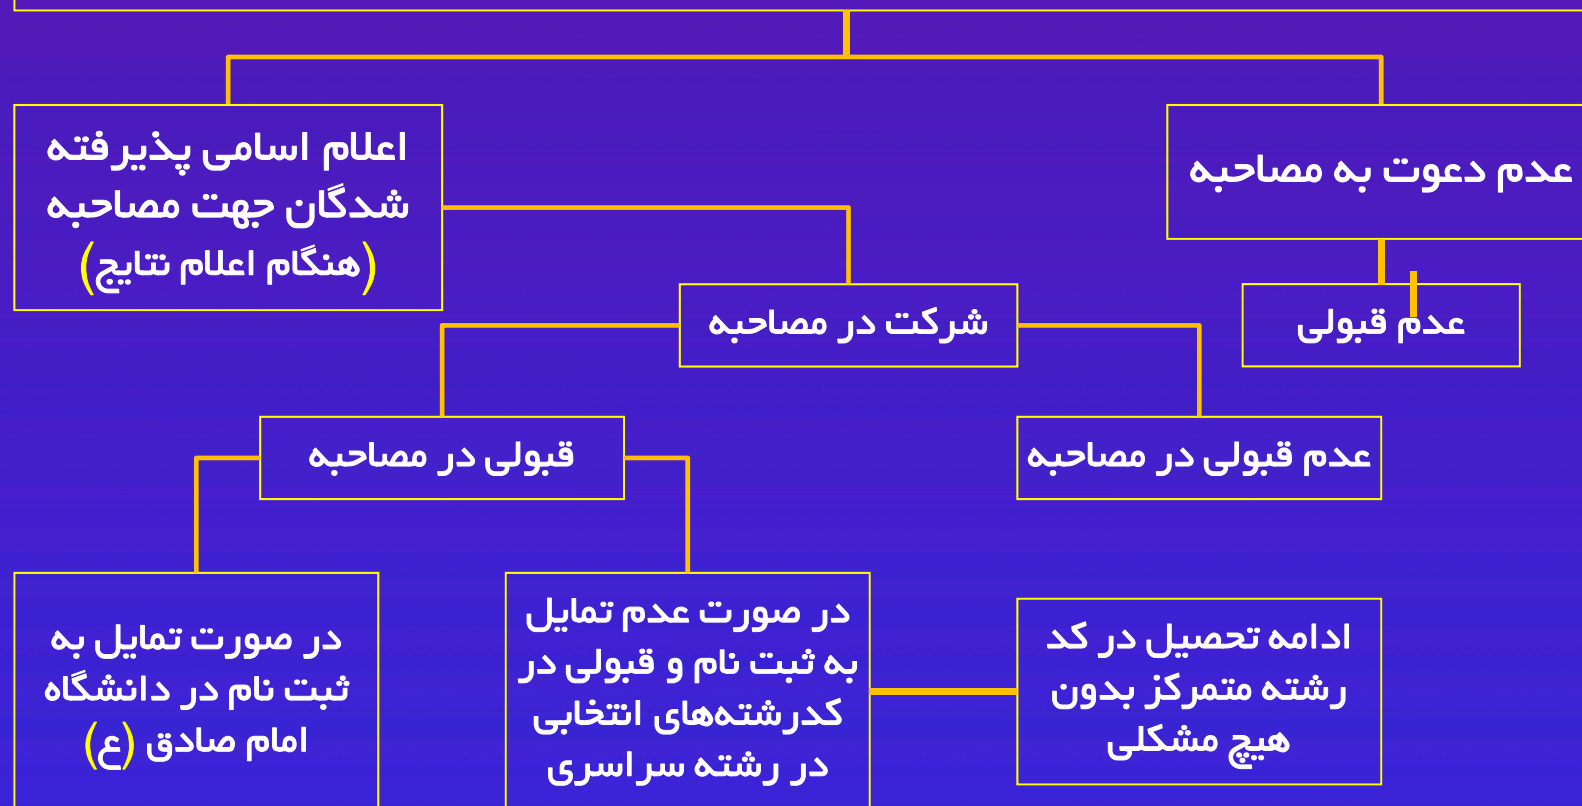 عدم دعوت به مصاحبه
اعلام اسامی پذیرفته
شدگان جهت مصاحبه
(هنگام اعلام نتایج)
عدم قبولی
شرکت در مصاحبه
عدم قبولی در مصاحبه
قبولی در مصاحبه
ادامه تحصیل در کد
رشته متمرکز بدون
هیچ مشکلی
در صورت عدم تمایل
به ثبت نام و قبولی در
کدرشته‌های انتخابی
در رشته سراسری
در صورت تمایل به
ثبت نام در دانشگاه
امام صادق (ع)